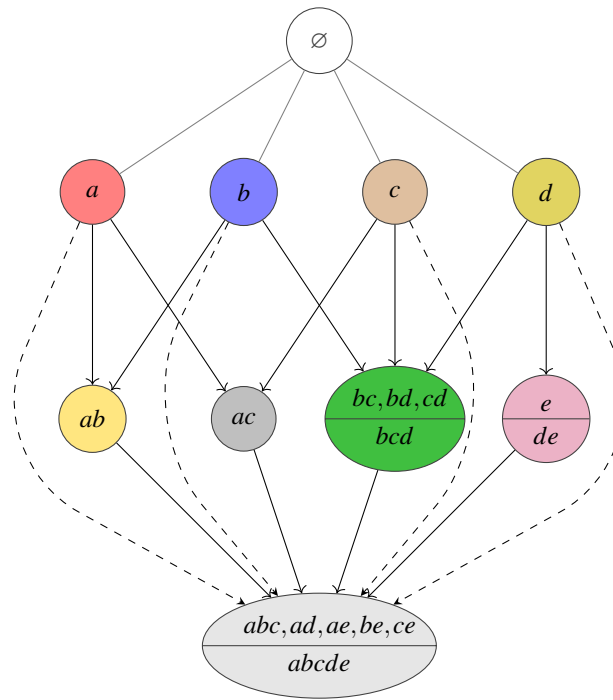 ∅
a
b
c
d
ab
ac
bc, bd, cd
bcd
e
de
abc, ad, ae, be, ce
abcde